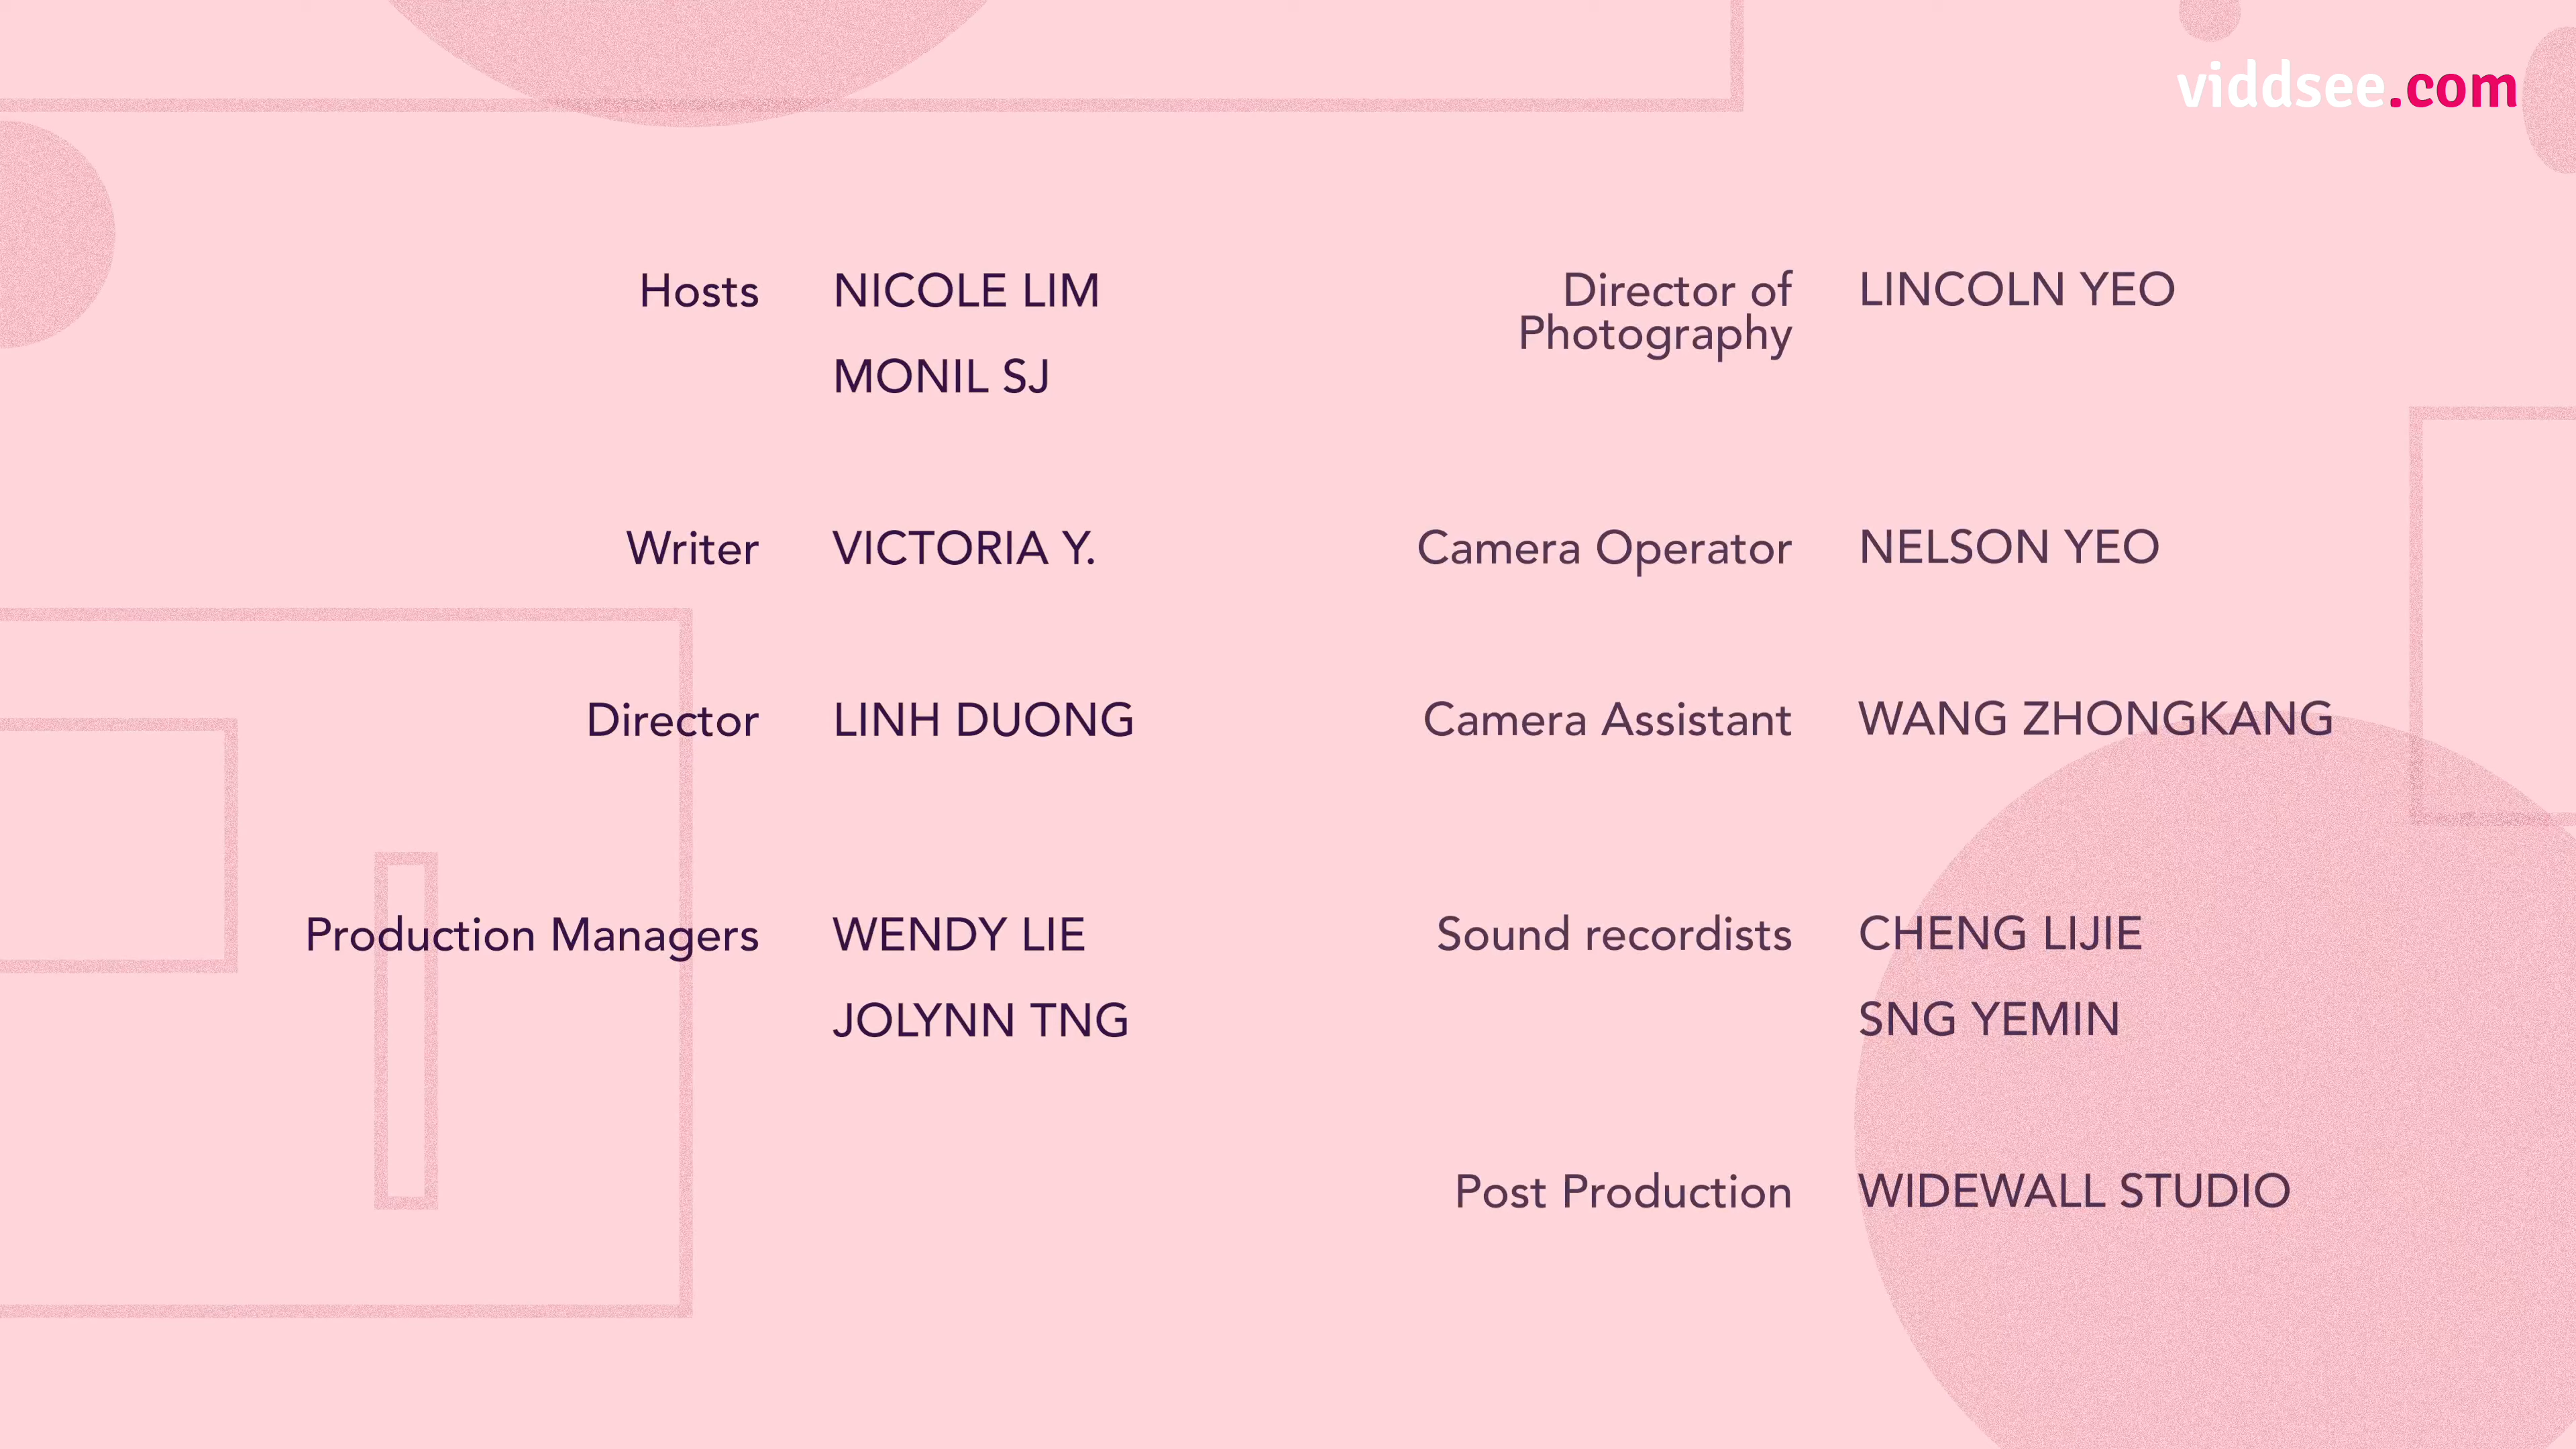 viddsee.com
Hosts NICOLE LIM
MONIL SJ
Writer VICTORIA Y.
Director LINH DUONG
Production Managers WENDY LIE
JOLYNN TNG
Director of LINCOLN YEO
Photography
Camera Operator NELSON YEO
Camera Assistant WANG ZHONGKANG
Sound recordists CHENG LIJIE
SNG YEMIN
Post Production WIDEWALL STUDIO